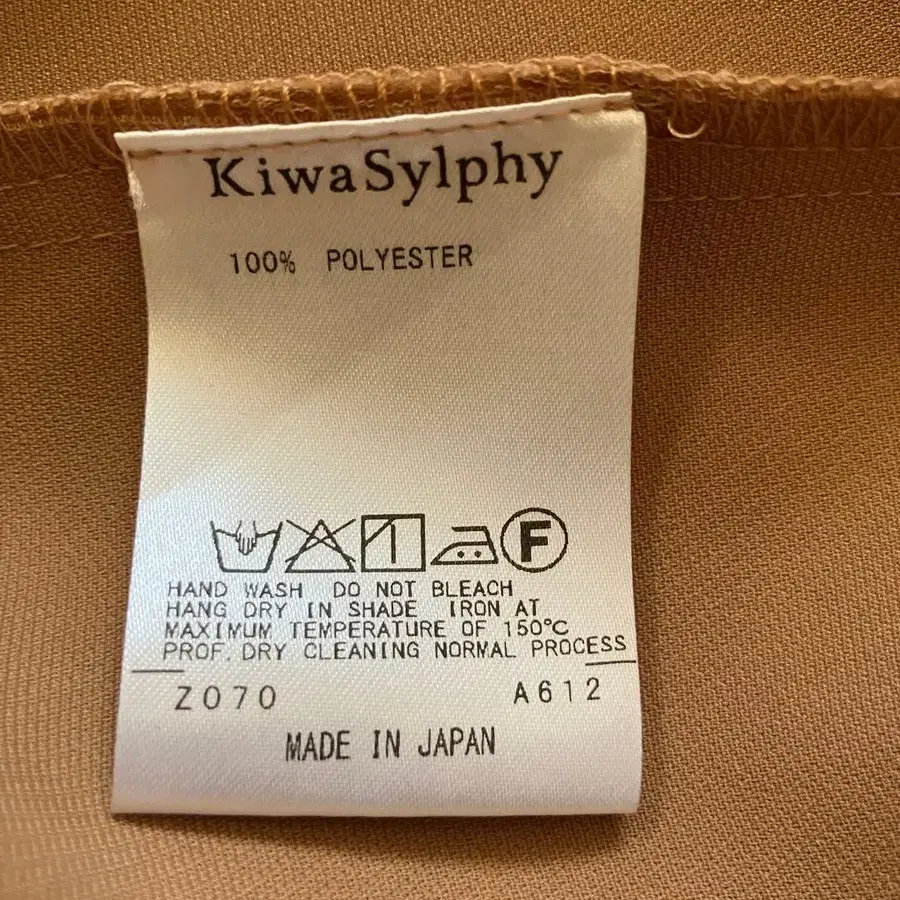 KiwaSylphy
100% POLYESTER
F
HAND WASH DO NOT BLEACH
HANG DRY IN SHADE IRON AT
MAXIMUM TEMPERATURE OF 150℃
PROF. DRY CLEANING NORMAL PROCESS
Z070 A612
MADE IN JAPAN